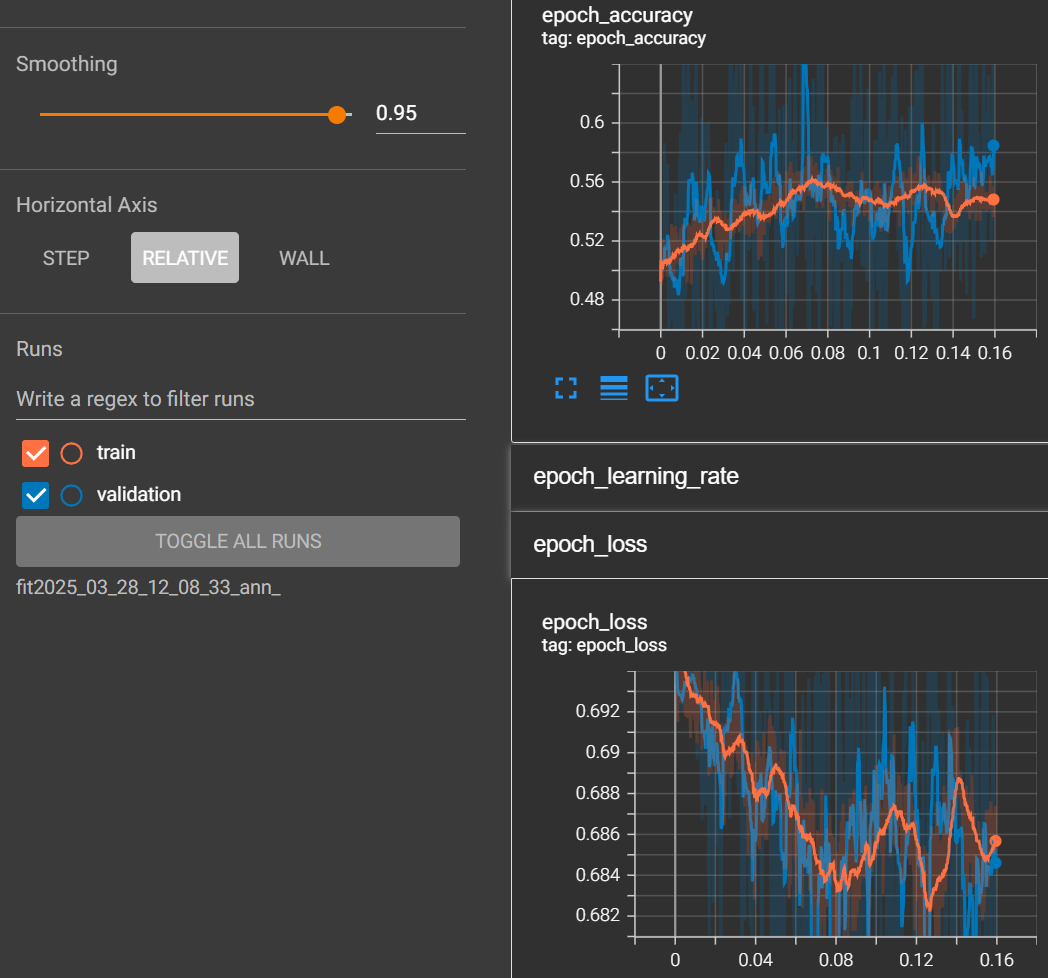 Smoothing
0.95
Horizontal Axis
STEP RELATIVE WALL
Runs
Write a regex to filter runs
train
validation
TOGGLE ALL RUNS
fit2025_03_28_12_08_33_ann_
epoch_accuracy
tag: epoch_accuracy
0.6
0.56
0.52
0.48
0 0.02 0.04 0.06 0.08 0.1 0.12 0.14 0.16
epoch_learning_rate
epoch_loss
epoch_loss
tag: epoch_loss
0.692
0.69
0.688
0.686
0.684
0.682
0 0.04 0.08 0.12 0.16